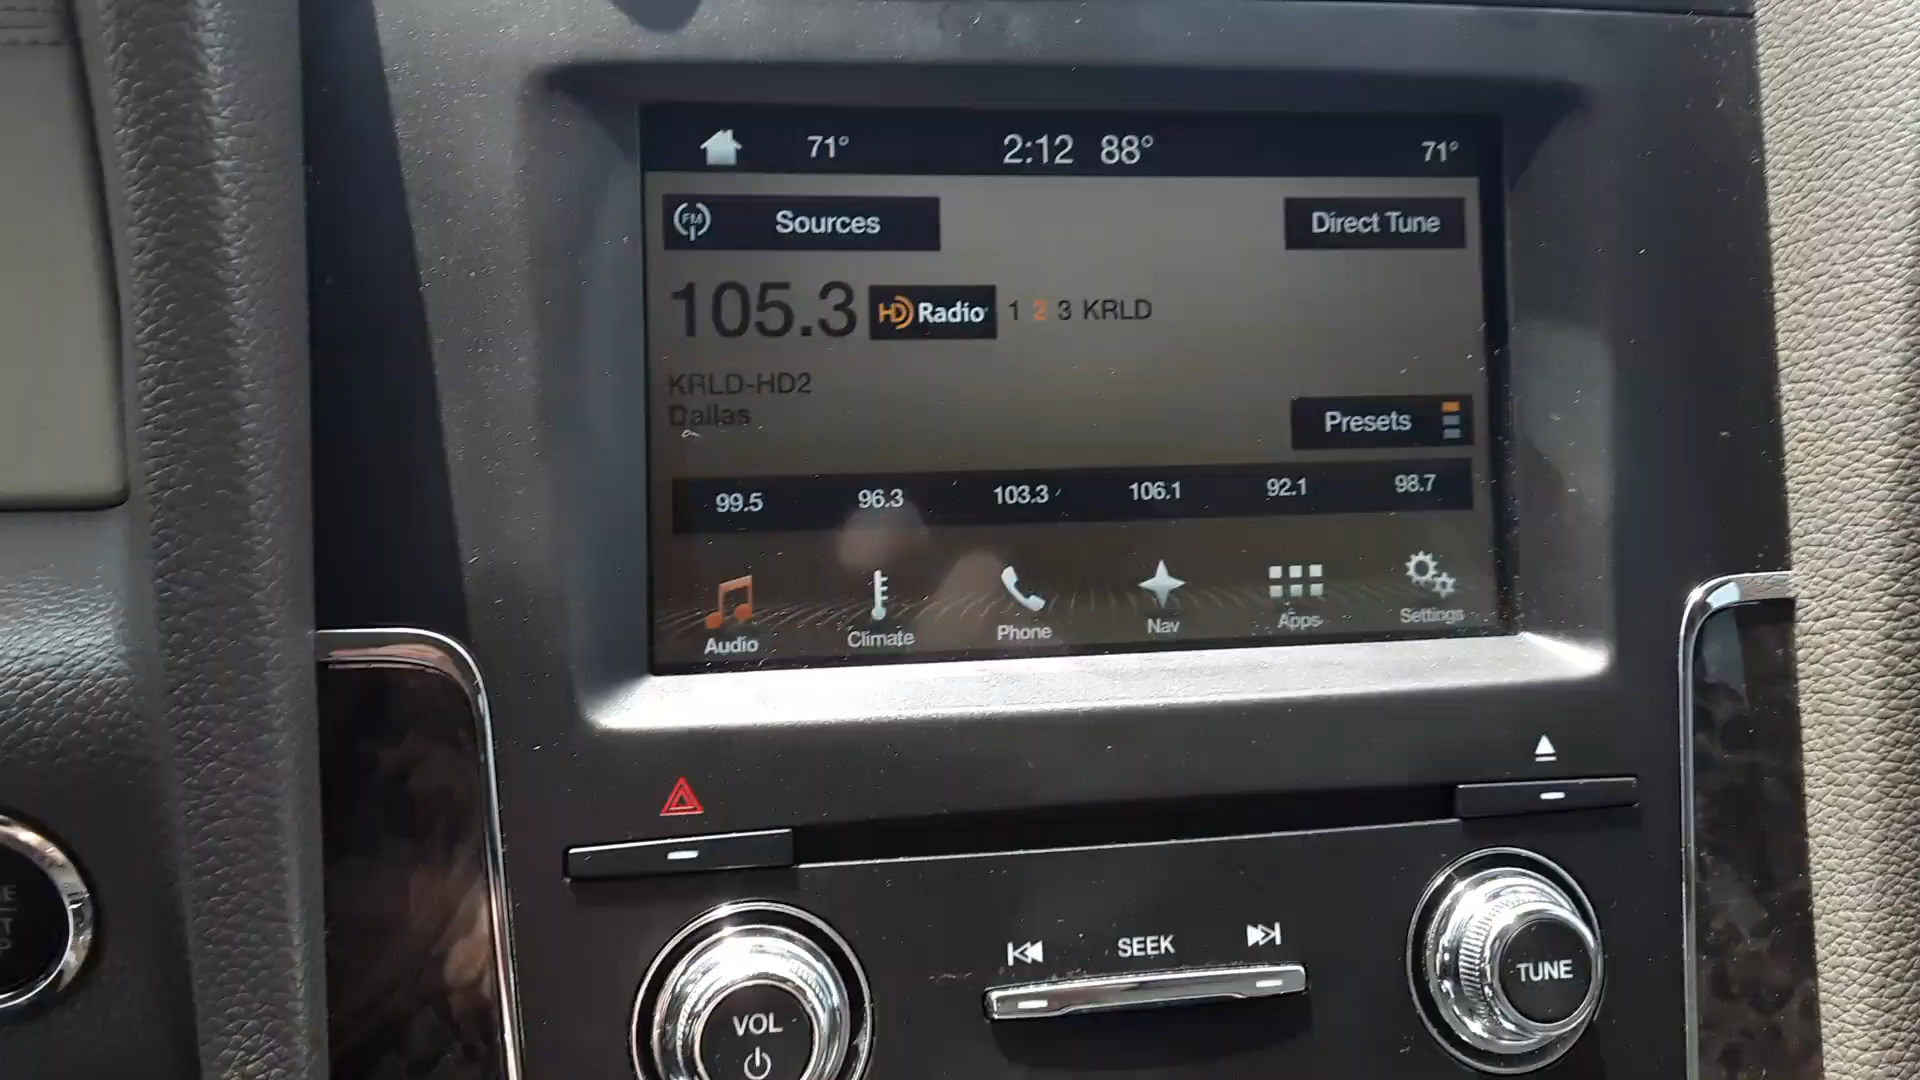 71° 2:12 88° 71°
FM Sources Direct Tune
105.3 HD Radio 1 2 3 KRLD
KRLD-HD2
Dallas
Presets
99.5 96.3 103.3 106.1 92.1 98.7
Audio Climate Phone Nav Apps Settings
SEEK
VOL
TUNE